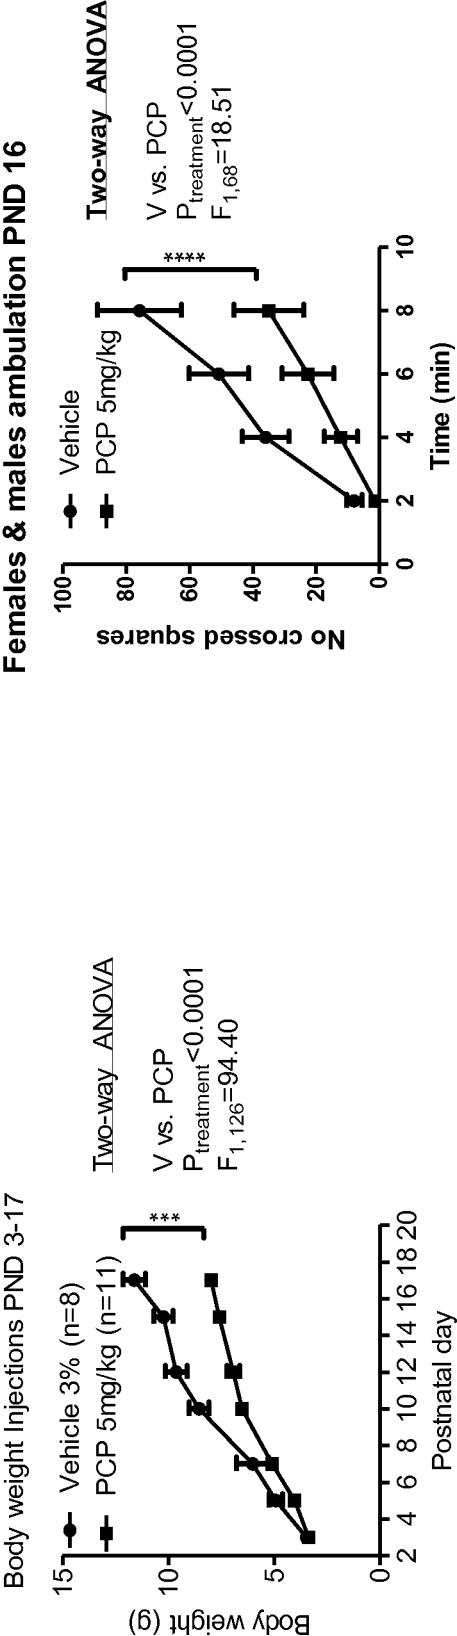 Body weight Injections PND 3-17
Vehicle 3% (n=8)
PCP 5mg/kg (n=11)
Two-way ANOVA
V vs. PCP
Ptreatment<0.0001
F1,126=94.40
***
15
10
5
0
Body weight (g)
2 4 6 8 10 12 14 16 18 20
Postnatal day
Females & males ambulation PND 16
Vehicle
PCP 5mg/kg
Two-way ANOVA
V vs. PCP
Ptreatment<0.0001
F1,68=18.51
****
100
80
60
40
20
0
No crossed squares
0 2 4 6 8 10
Time (min)